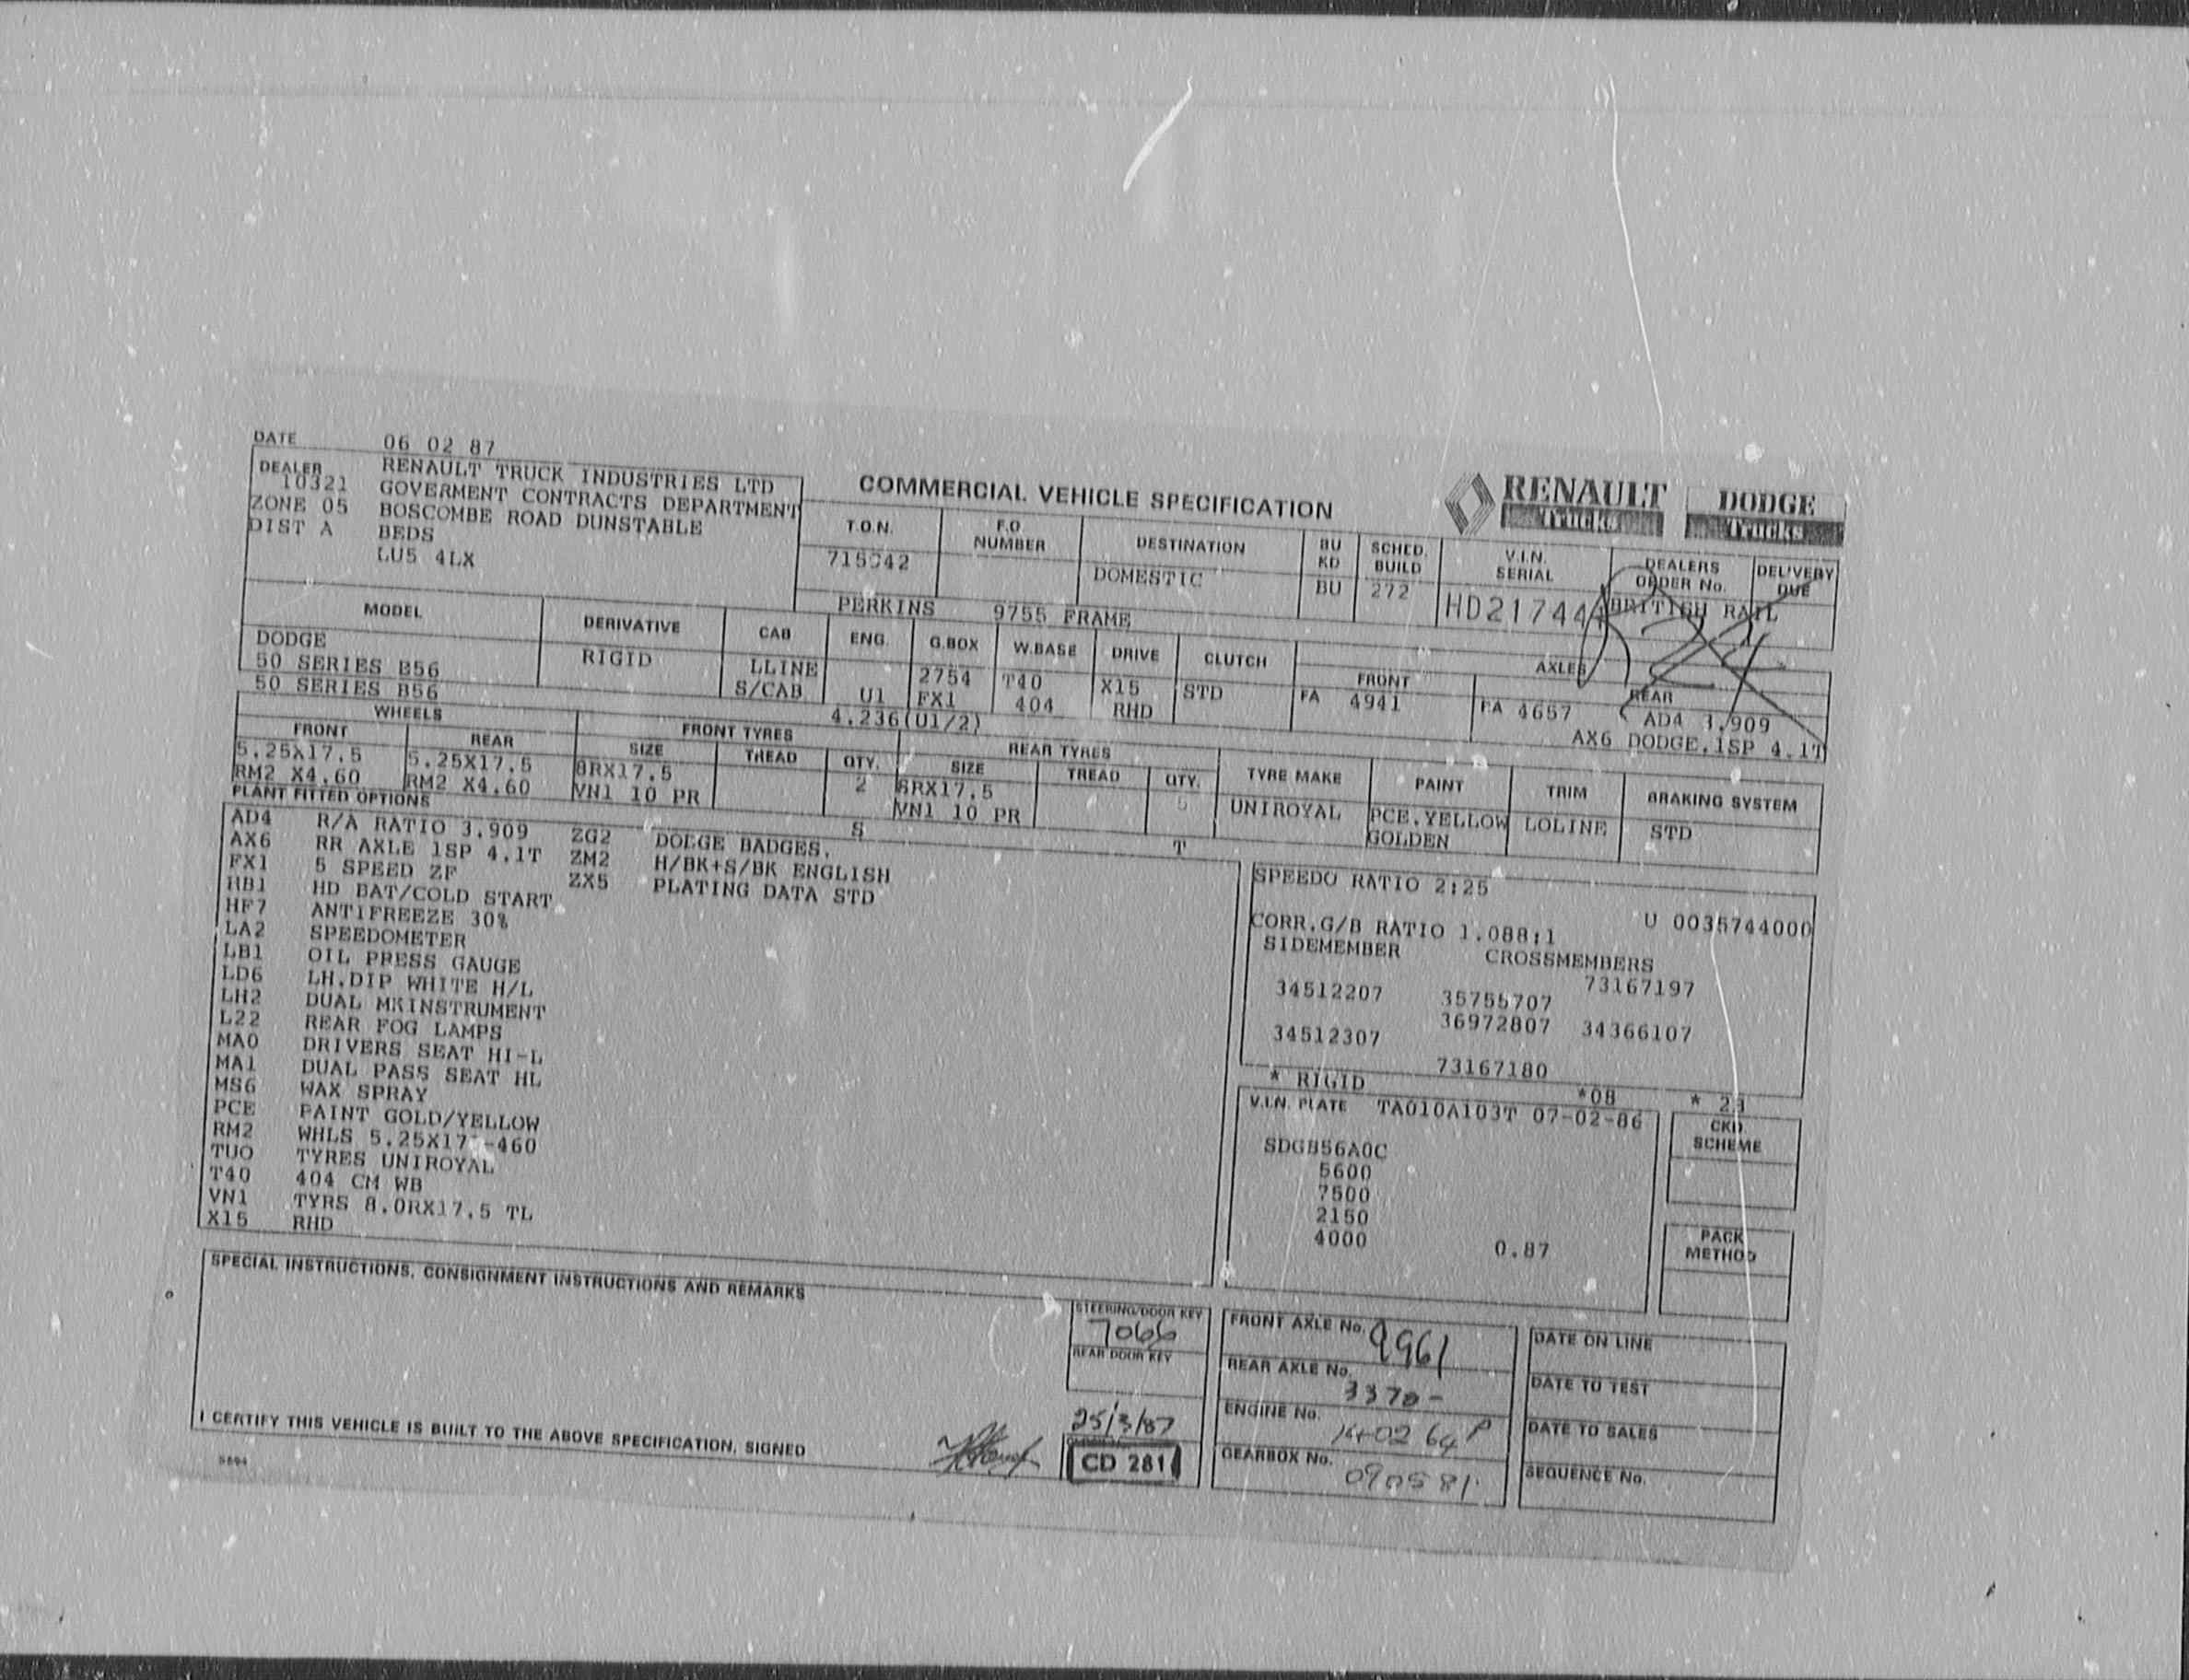 DATE 06 02 87
DEALER RENAULT TRUCK INDUSTRIES LTD
10321 GOVERMENT CONTRACTS DEPARTMENT
ZONE 05 BOSCOMBE ROAD DUNSTABLE
DIST A BEDS
LU5 4LX
COMMERCIAL VEHICLE SPECIFICATION
RENAULT Trucks
DODGE Trucks
T.O.N. F.O NUMBER DESTINATION BU KD SCHED. BUILD V.I.N. SERIAL DEALERS ORDER No. DELIVERY DUE
DOMESTIC BU 272 BRITISH RAIL
PERKINS 9755 FRAME
MODEL DERIVATIVE CAB ENG. G.BOX W.BASE DRIVE CLUTCH AXLES
FRONT REAR
DODGE
50 SERIES B56 RIGID LLINE 2754 T40 X15 STD FA 4941 FA 4657 AD4 3.909
50 SERIES B56 S/CAB U1 FX1 404 RHD AX6 DODGE.1SP 4.1T
4.236(U1/2)
WHEELS FRONT TYRES REAR TYRES
FRONT REAR SIZE TREAD QTY. SIZE TREAD QTY. TYRE MAKE PAINT TRIM BRAKING SYSTEM
5.25X17.5 5.25X17.5 8RX17.5 2 8RX17.5 UNIROYAL PCE.YELLOW LOLINE STD
RM2 X4.60 RM2 X4.60 VN1 10 PR VN1 10 PR GOLDEN
PLANT FITTED OPTIONS S T
AD4 R/A RATIO 3.909 ZG2 DODGE BADGES.
AX6 RR AXLE 1SP 4.1T ZM2 H/BK+S/BK ENGLISH
FX1 5 SPEED ZF ZX5 PLATING DATA STD
HB1 HD BAT/COLD START
HF7 ANTIFREEZE 30%
LA2 SPEEDOMETER
LB1 OIL PRESS GAUGE
LD6 LH.DIP WHITE H/L
LH2 DUAL MKINSTRUMENT
L22 REAR FOG LAMPS
MA0 DRIVERS SEAT HI-L
MA1 DUAL PASS SEAT HL
MS6 WAX SPRAY
PCE PAINT GOLD/YELLOW
RM2 WHLS
TUO TYRES UNIROYAL
T40 404 CM WB
VN1 TYRS 8.0RX17.5 TL
X15 RHD
SPEEDO RATIO 2:25
U 0035744000
CORR.G/B RATIO 1.088:1
SIDEMEMBER CROSSMEMBERS
73167197
34512207 35755707
36972807 34366107
34512307
73167180
* RIGID *08
V.I.N. PLATE TA010A103T 07-02-86
SDGB56A0C
5600
7500
2150
4000 0.87
CKD. SCHEME
PACK METHOD
SPECIAL INSTRUCTIONS, CONSIGNMENT INSTRUCTIONS AND REMARKS
STEERING/DOOR KEY 7066
REAR DOOR KEY
25/3/87
CD 281
FRONT AXLE No. 9961
REAR AXLE No. 3370-
ENGINE No.
GEARBOX No. 090581
DATE ON LINE
DATE TO TEST
DATE TO SALES
SEQUENCE No.
I CERTIFY THIS VEHICLE IS BUILT TO THE ABOVE SPECIFICATION, SIGNED